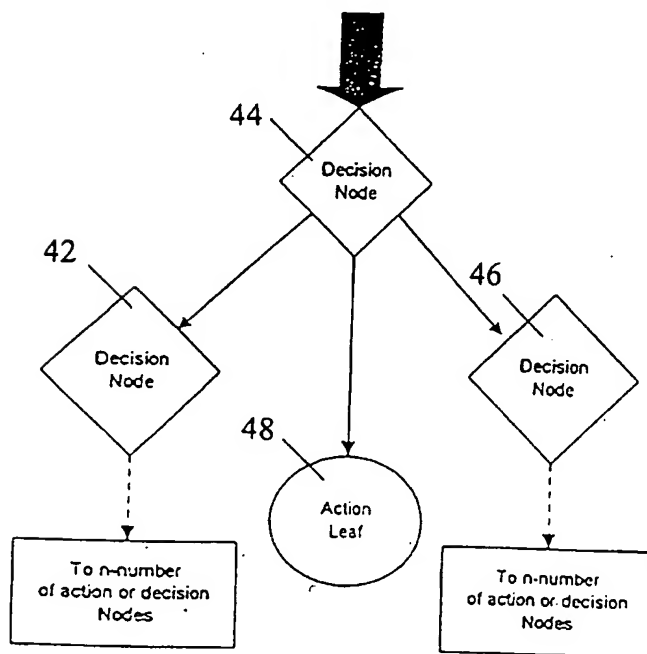 44
Decision
Node
42
Decision
Node
46
Decision
Node
48
Action
Leaf
To n-number
of action or decision
Nodes
To n-number
of action or decision
Nodes